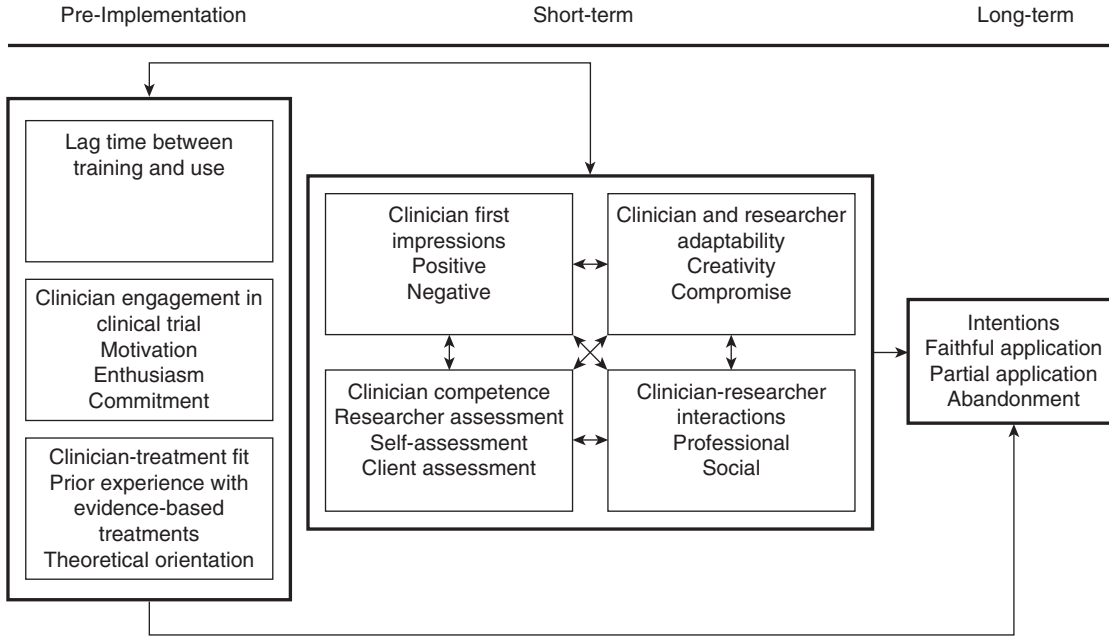 Pre-Implementation
Short-term
Long-term
Lag time between
training and use
Clinician engagement in
clinical trial
Motivation
Enthusiasm
Commitment
Clinician-treatment fit
Prior experience with
evidence-based
treatments
Theoretical orientation
Clinician first
impressions
Positive
Negative
Clinician and researcher
adaptability
Creativity
Compromise
Clinician competence
Researcher assessment
Self-assessment
Client assessment
Clinician-researcher
interactions
Professional
Social
Intentions
Faithful application
Partial application
Abandonment